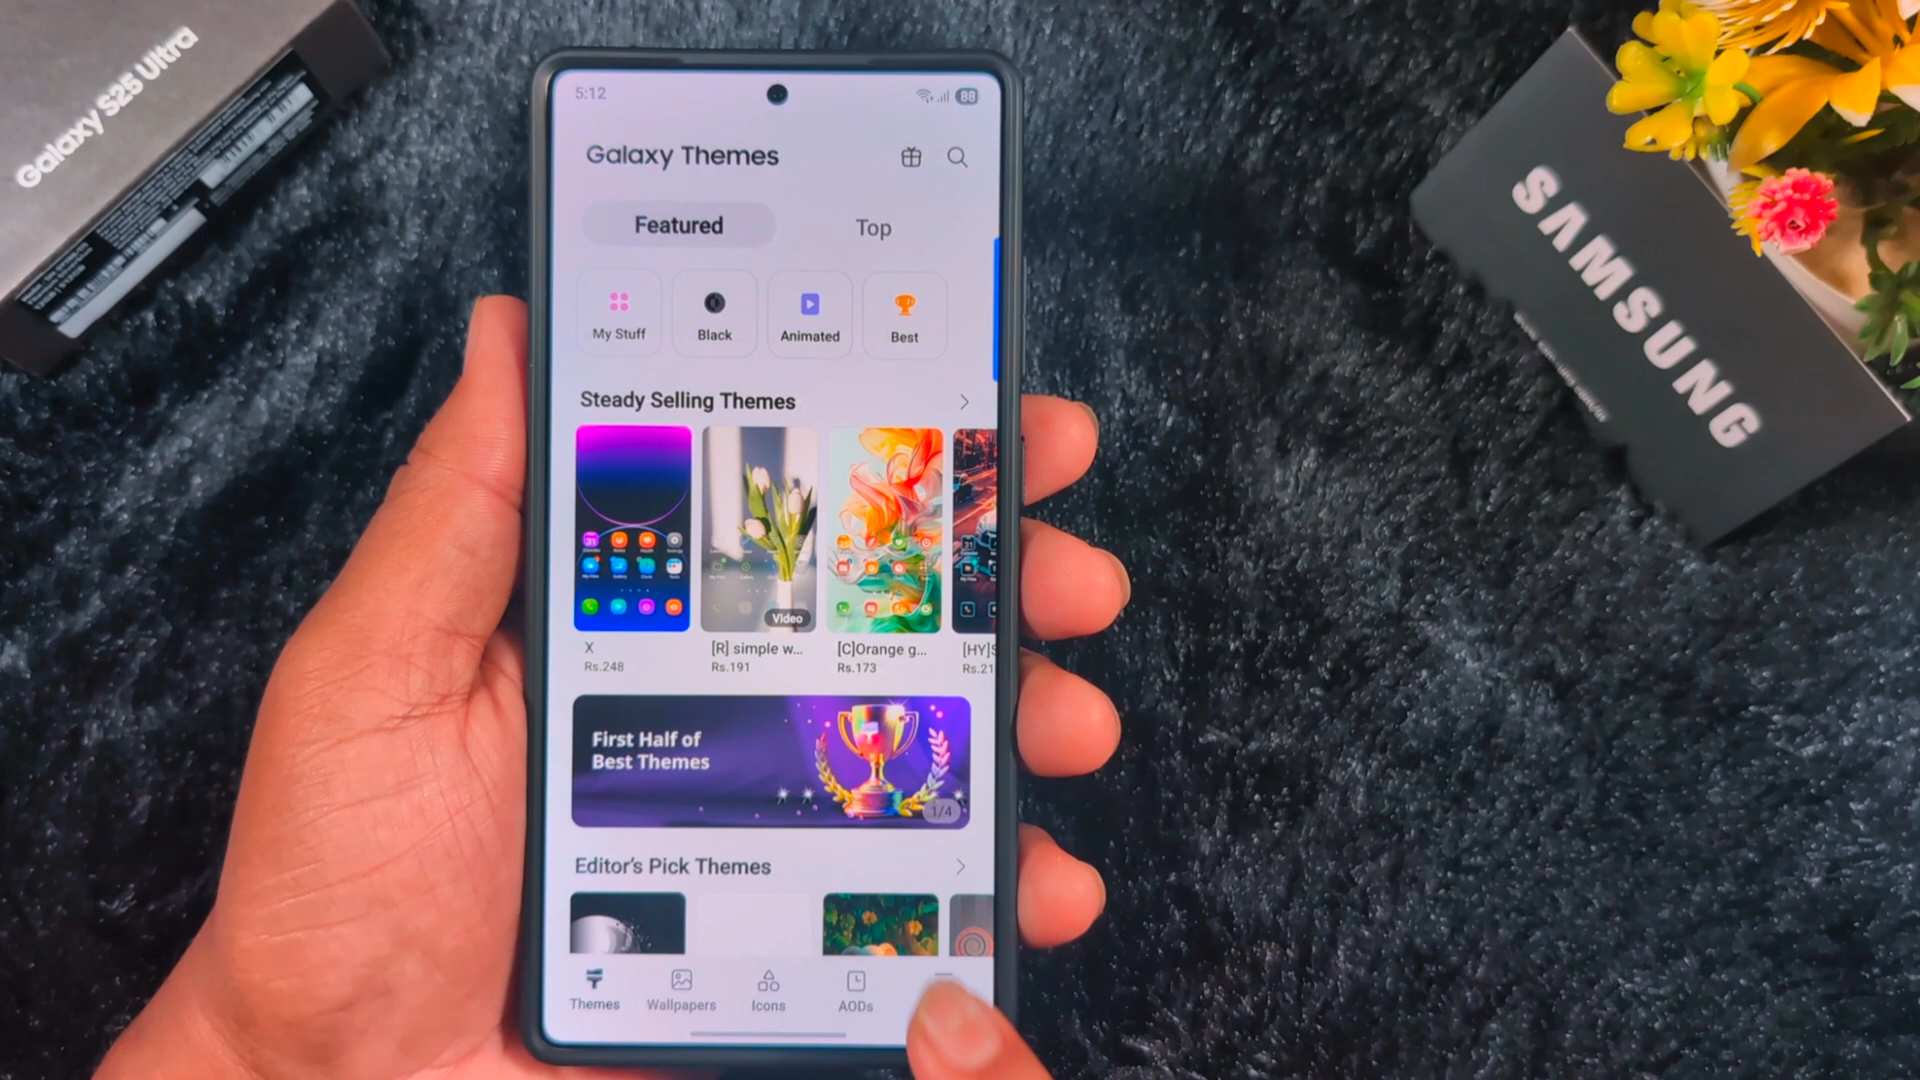 Galaxy S25 Ultra
5:12
88
Galaxy Themes
Featured
Top
My Stuff
Black
Animated
Best
Steady Selling Themes
Video
X
Rs.248
[R] simple w...
Rs.191
[C]Orange g...
Rs.173
[HY]S
Rs.21
First Half of
Best Themes
1/4
Editor's Pick Themes
Themes
Wallpapers
Icons
AODs
SAMSUNG